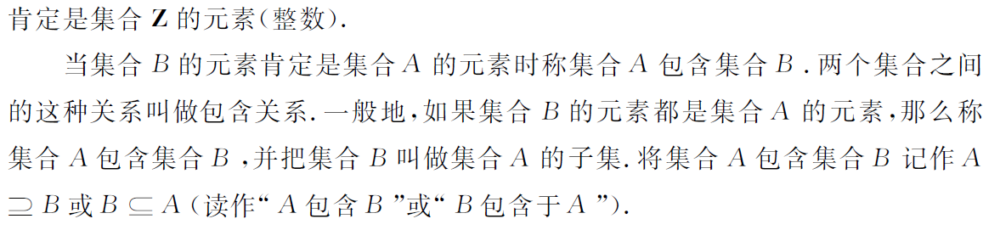 肯定是集合 Z 的元素(整数).
当集合 B 的元素肯定是集合 A 的元素时称集合 A 包含集合 B .两个集合之间
的这种关系叫做包含关系.一般地,如果集合 B 的元素都是集合 A 的元素,那么称
集合 A 包含集合 B ,并把集合 B 叫做集合 A 的子集.将集合 A 包含集合 B 记作 A
⊇ B 或 B ⊆ A (读作“ A 包含 B ”或“ B 包含于 A ”).